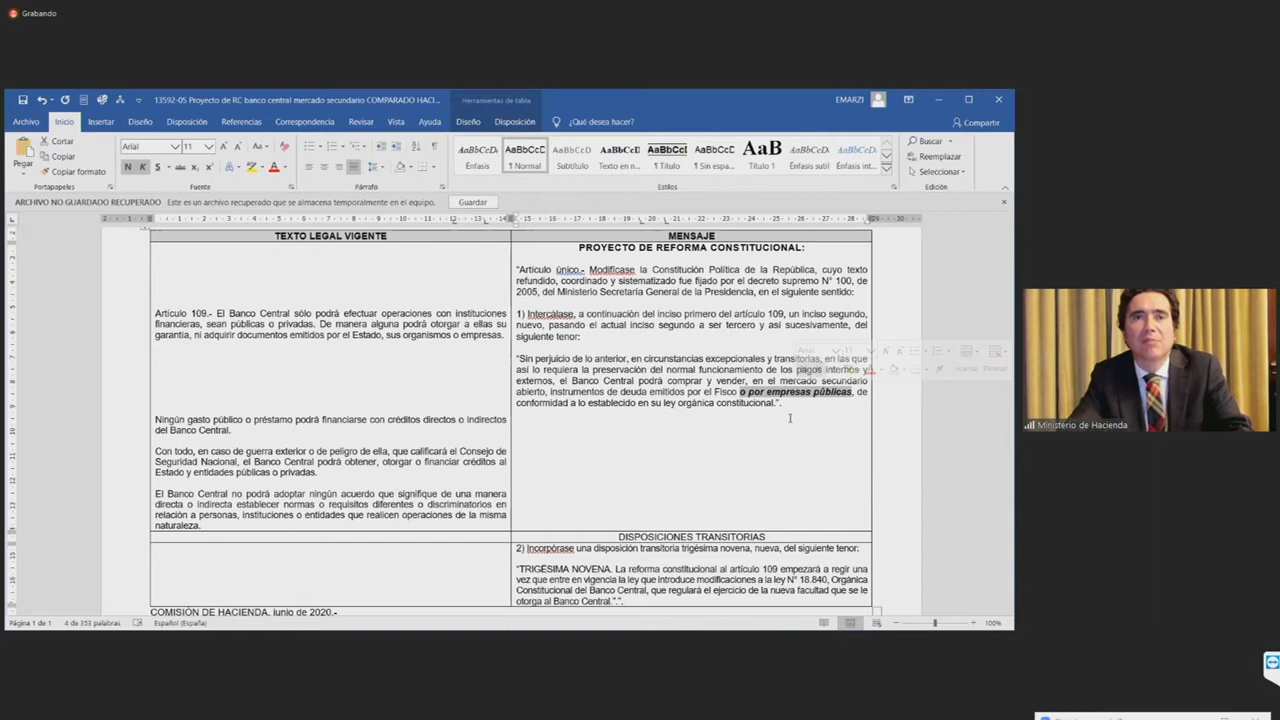 Grabando
13592-05 Proyecto de RC banco central mercado secundario COMPARADO HACI...
Herramientas de tabla
EMARZI
Archivo
Inicio
Insertar
Diseño
Disposición
Referencias
Correspondencia
Revisar
Vista
Ayuda
Diseño
Disposición
¿Qué desea hacer?
Compartir
Pegar
Cortar
Copiar
Copiar formato
Portapapeles
Arial
11
N K S abc
Fuente
Párrafo
AaBbCcDc AaBbCcC AaBbCcDc AaBbCcDc AaBbCcC AaBbCcDc AaB AaBbCcDc AaBbCcDc
Énfasis
¶ Normal
Subtítulo
Texto en n...
¶ Título
¶ Sin espa...
Título 1
Énfasis sutil
Énfasis int...
Estilos
Buscar
Reemplazar
Seleccionar
Edición
ARCHIVO NO GUARDADO RECUPERADO
Este es un archivo recuperado que se almacena temporalmente en el equipo.
Guardar
TEXTO LEGAL VIGENTE
Artículo 109.- El Banco Central sólo podrá efectuar operaciones con instituciones
financieras, sean públicas o privadas. De manera alguna podrá otorgar a ellas su
garantía, ni adquirir documentos emitidos por el Estado, sus organismos o empresas.
Ningún gasto público o préstamo podrá financiarse con créditos directos o indirectos
del Banco Central.
Con todo, en caso de guerra exterior o de peligro de ella, que calificará el Consejo de
Seguridad Nacional, el Banco Central podrá obtener, otorgar o financiar créditos al
Estado y entidades públicas o privadas.
El Banco Central no podrá adoptar ningún acuerdo que signifique de una manera
directa o indirecta establecer normas o requisitos diferentes o discriminatorios en
relación a personas, instituciones o entidades que realicen operaciones de la misma
naturaleza.
MENSAJE
PROYECTO DE REFORMA CONSTITUCIONAL:
“Artículo único.- Modifícase la Constitución Política de la República, cuyo texto
refundido, coordinado y sistematizado fue fijado por el decreto supremo N° 100, de
2005, del Ministerio Secretaría General de la Presidencia, en el siguiente sentido:
1) Intercálase, a continuación del inciso primero del artículo 109, un inciso segundo,
nuevo, pasando el actual inciso segundo a ser tercero y así sucesivamente, del
siguiente tenor:
“Sin perjuicio de lo anterior, en circunstancias excepcionales y transitorias, en las que
así lo requiera la preservación del normal funcionamiento de los pagos internos y
externos, el Banco Central podrá comprar y vender, en el mercado secundario
abierto, instrumentos de deuda emitidos por el Fisco o por empresas públicas, de
conformidad a lo establecido en su ley orgánica constitucional.”.
Insertar
Eliminar
DISPOSICIONES TRANSITORIAS
2) Incorpórase una disposición transitoria trigésima novena, nueva, del siguiente tenor:
“TRIGÉSIMA NOVENA. La reforma constitucional al artículo 109 empezará a regir una
vez que entre en vigencia la ley que introduce modificaciones a la ley N° 18.840, Orgánica
Constitucional del Banco Central, que regulará el ejercicio de la nueva facultad que se le
otorga al Banco Central.”.”.
COMISIÓN DE HACIENDA, junio de 2020.-
Página 1 de 1
4 de 353 palabras
Español (España)
100%
Ministerio de Hacienda